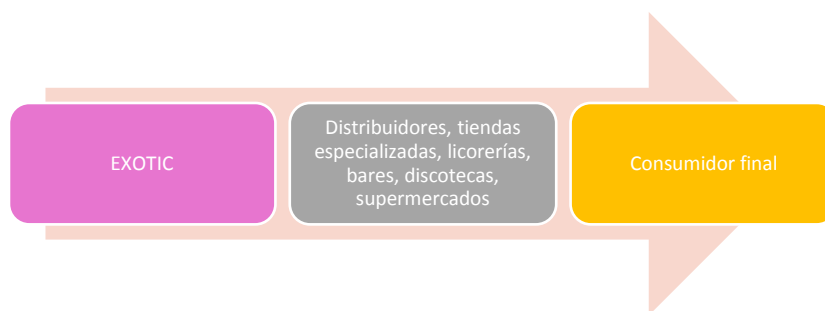 EXOTIC
Distribuidores, tiendas
especializadas, licorerías,
bares, discotecas,
supermercados
Consumidor final